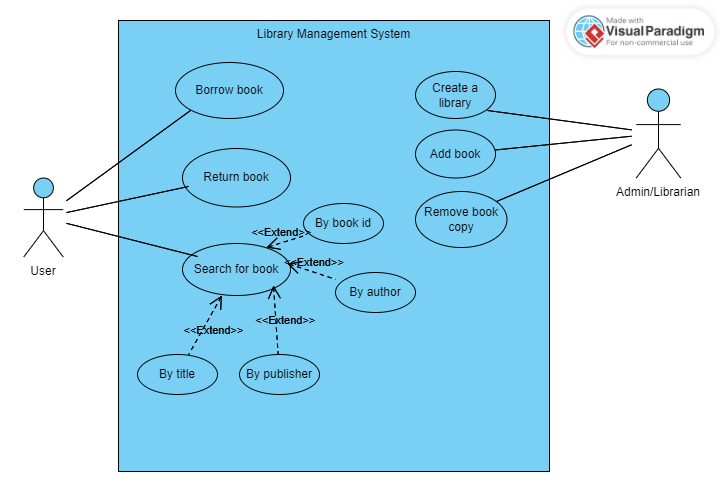 Library Management System
Made with
Visual Paradigm
For non-commercial use
Borrow book
Create a
library
Return book
Add book
Admin/Librarian
Remove book
copy
By book id
<<Extend>>
User
Search for book
<<Extend>>
By author
<<Extend>>
<<Extend>>
By title
By publisher